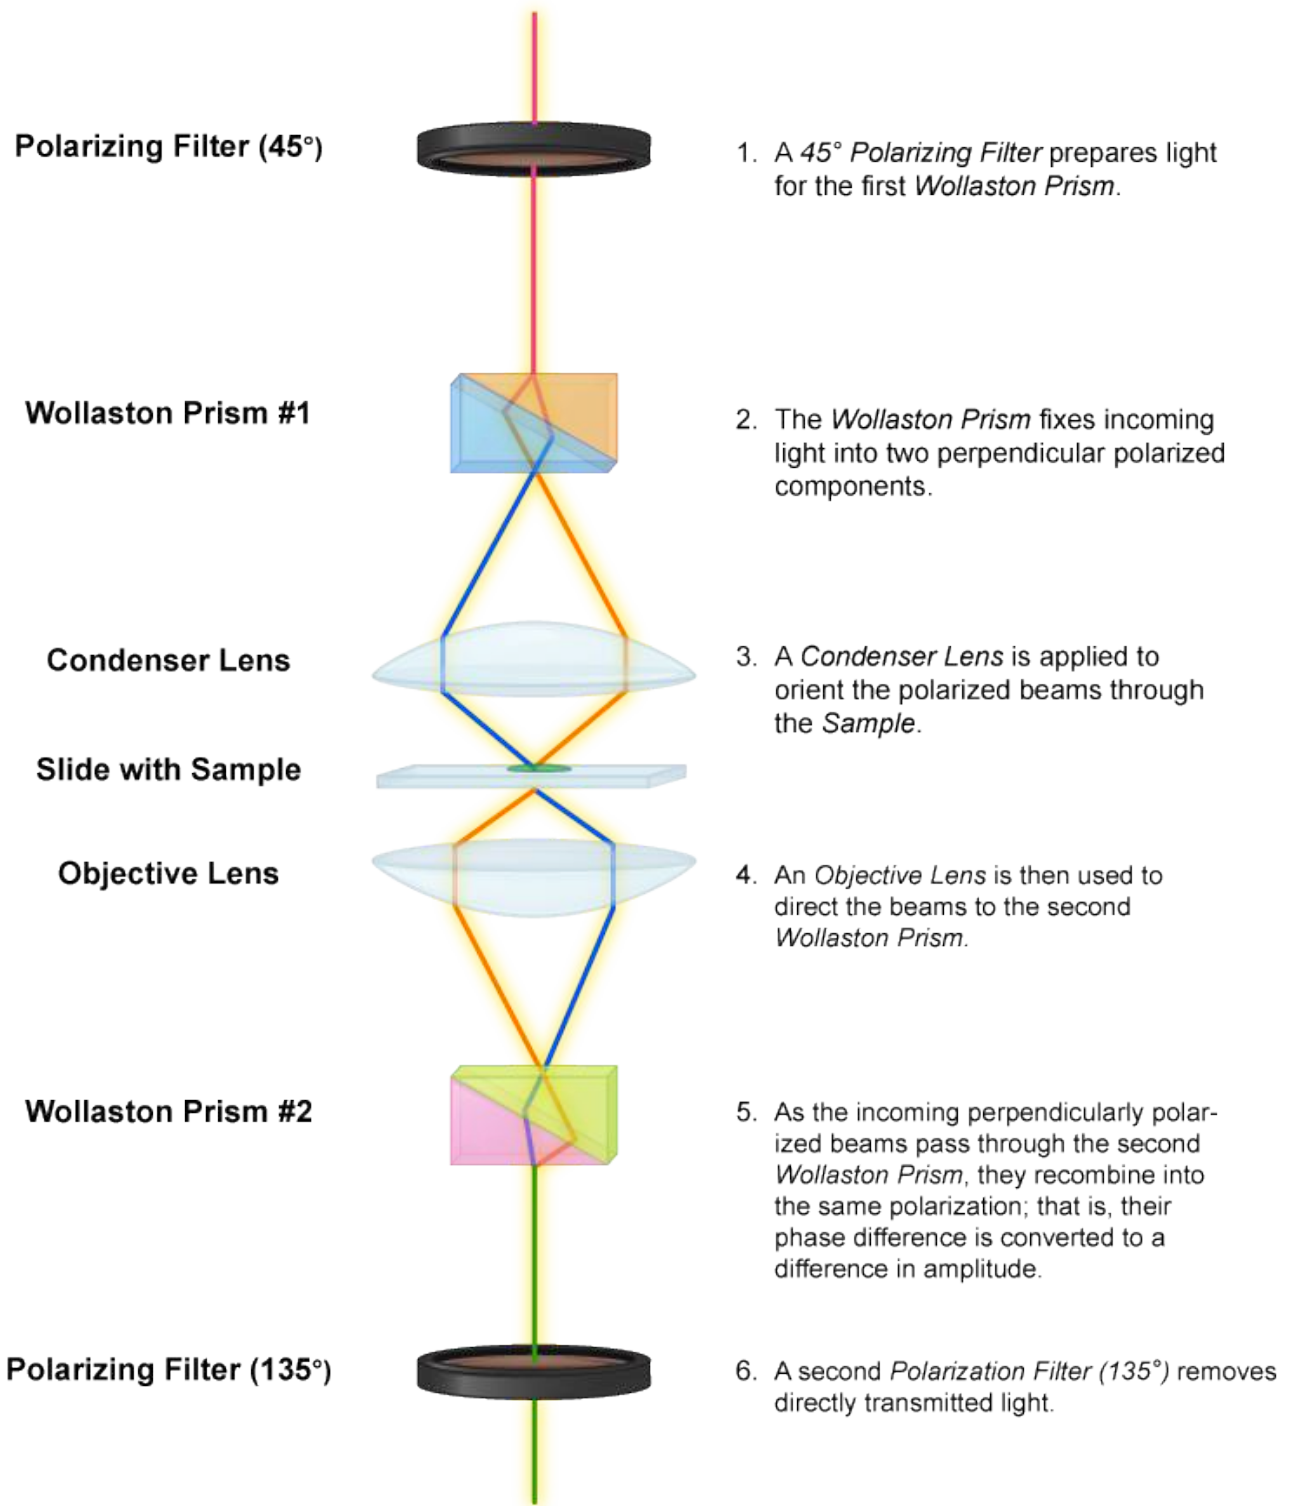 Polarizing Filter (45°)
1. A 45° Polarizing Filter prepares light
for the first Wollaston Prism.
Wollaston Prism #1
2. The Wollaston Prism fixes incoming
light into two perpendicular polarized
components.
Condenser Lens
3. A Condenser Lens is applied to
orient the polarized beams through
the Sample.
Slide with Sample
Objective Lens
4. An Objective Lens is then used to
direct the beams to the second
Wollaston Prism.
Wollaston Prism #2
5. As the incoming perpendicularly polar-
ized beams pass through the second
Wollaston Prism, they recombine into
the same polarization; that is, their
phase difference is converted to a
difference in amplitude.
Polarizing Filter (135°)
6. A second Polarization Filter (135°) removes
directly transmitted light.